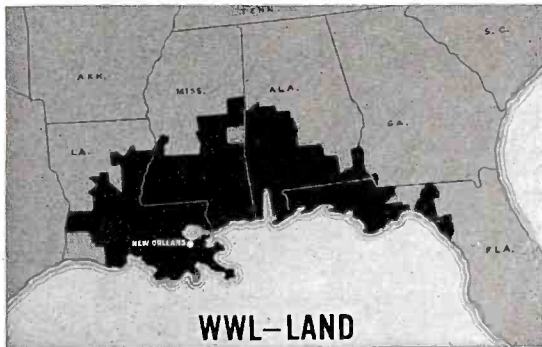 TENN.
S. C.
ARK.
MISS.
ALA.
GA.
LA.
NEW ORLEANS
FLA.
WWL–LAND